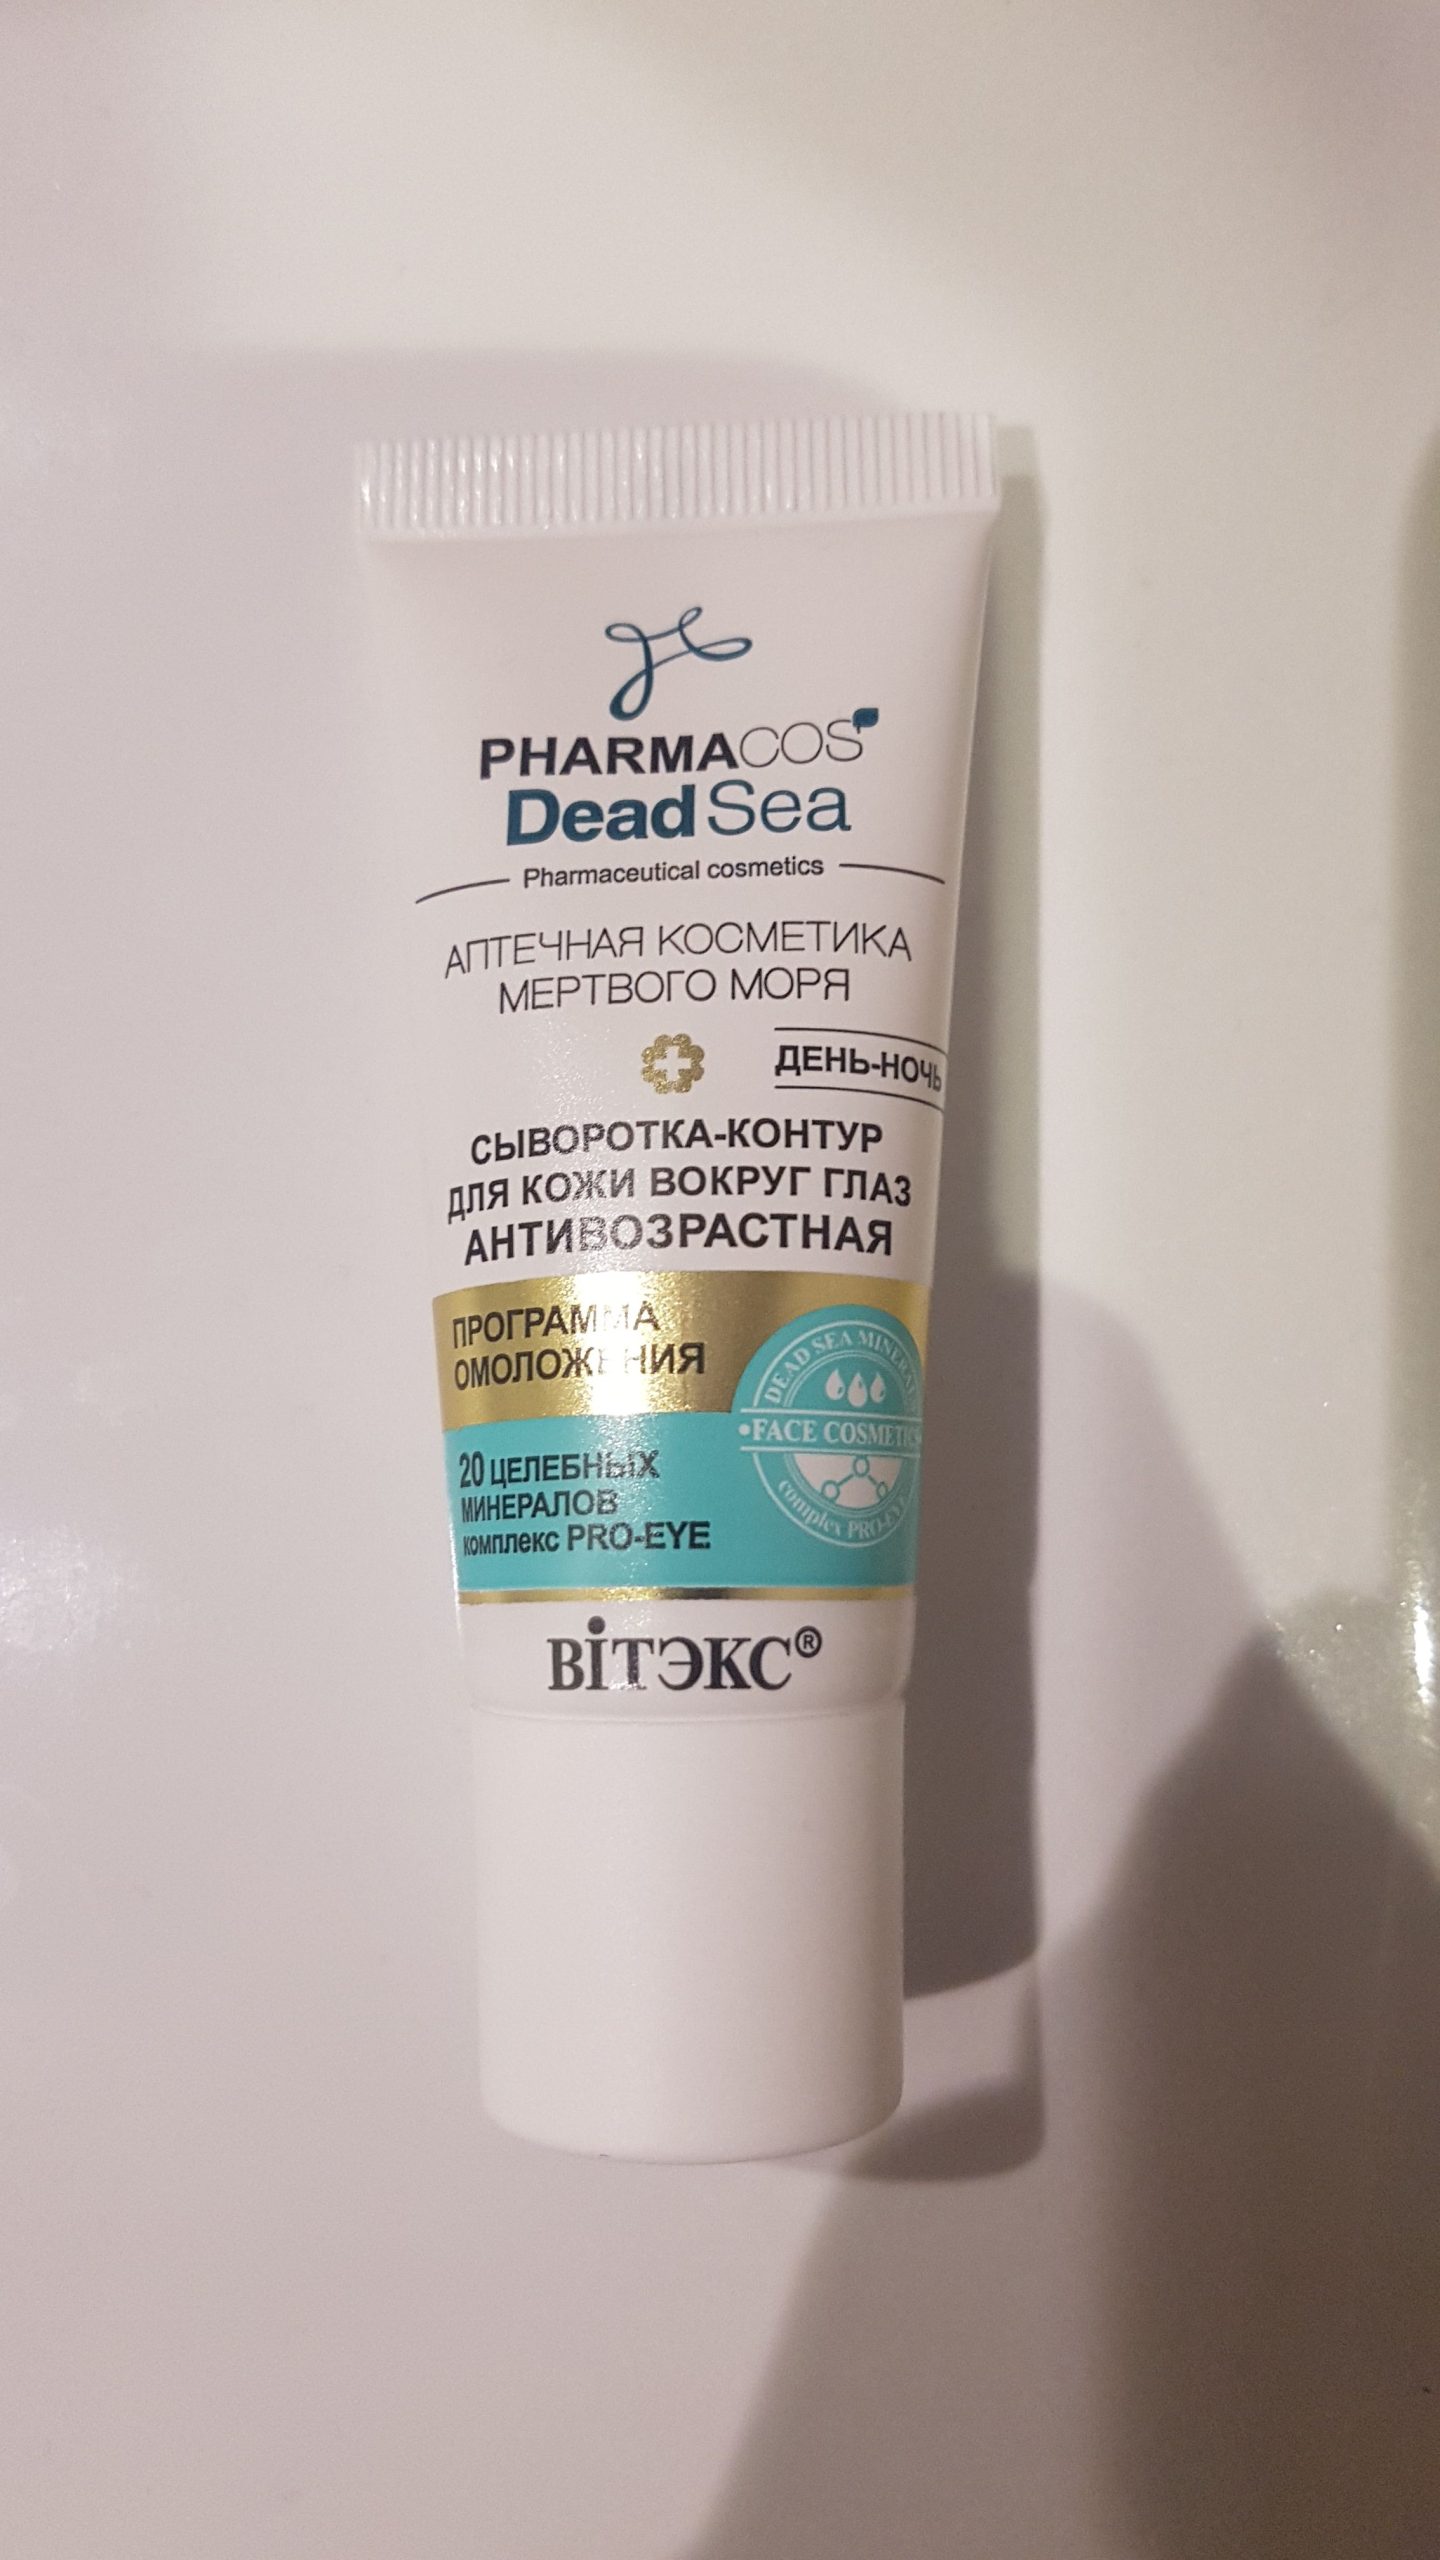 PHARMACOS
Dead Sea
Pharmaceutical cosmetics
АПТЕЧНАЯ КОСМЕТИКА
МЕРТВОГО МОРЯ
ДЕНЬ-НОЧЬ
СЫВОРОТКА-КОНТУР
ДЛЯ КОЖИ ВОКРУГ ГЛАЗ
АНТИВОЗРАСТНАЯ
ПРОГРАММА
ОМОЛОЖЕНИЯ
DEAD SEA MINERALS
•FACE COSMETICS
complex PRO-EYE
20 ЦЕЛЕБНЫХ
МИНЕРАЛОВ
комплекс PRO-EYE
ВіТЭКС®